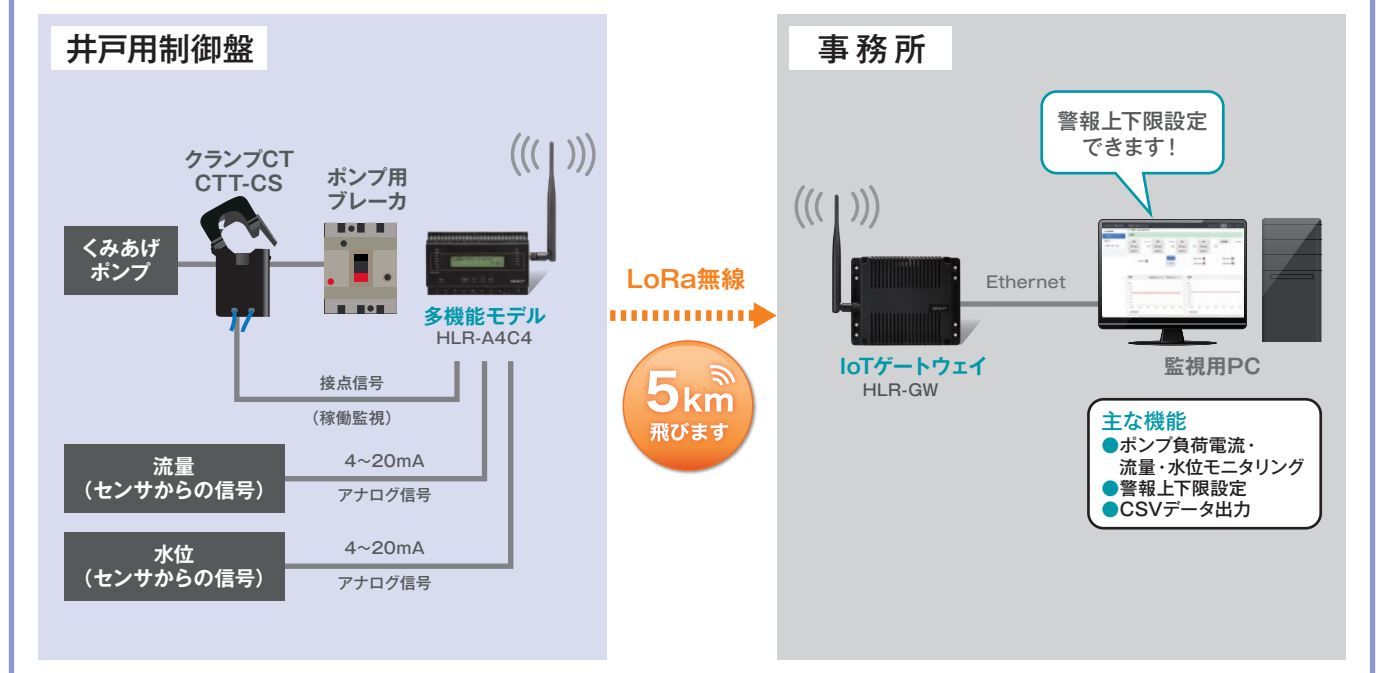 井戸用制御盤
クランプCT
CTT-CS
ポンプ用
ブレーカ
くみあげ
ポンプ
多機能モデル
HLR-A4C4
接点信号
（稼働監視）
流量
（センサからの信号）
4～20mA
アナログ信号
水位
（センサからの信号）
4～20mA
アナログ信号
LoRa無線
5km
飛びます
事務所
警報上下限設定
できます！
Ethernet
IoTゲートウェイ
HLR-GW
監視用PC
主な機能
●ポンプ負荷電流・
流量・水位モニタリング
●警報上下限設定
●CSVデータ出力